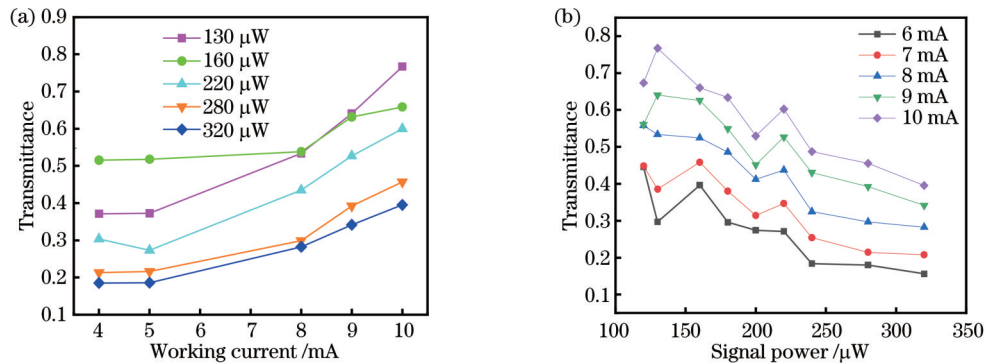 (a)
0.9
0.8
0.7
0.6
0.5
0.4
0.3
0.2
0.1
Transmittance
130 μW
160 μW
220 μW
280 μW
320 μW
4 5 6 7 8 9 10
Working current /mA
(b)
0.8
0.7
0.6
0.5
0.4
0.3
0.2
0.1
Transmittance
6 mA
7 mA
8 mA
9 mA
10 mA
100 150 200 250 300 350
Signal power /μW